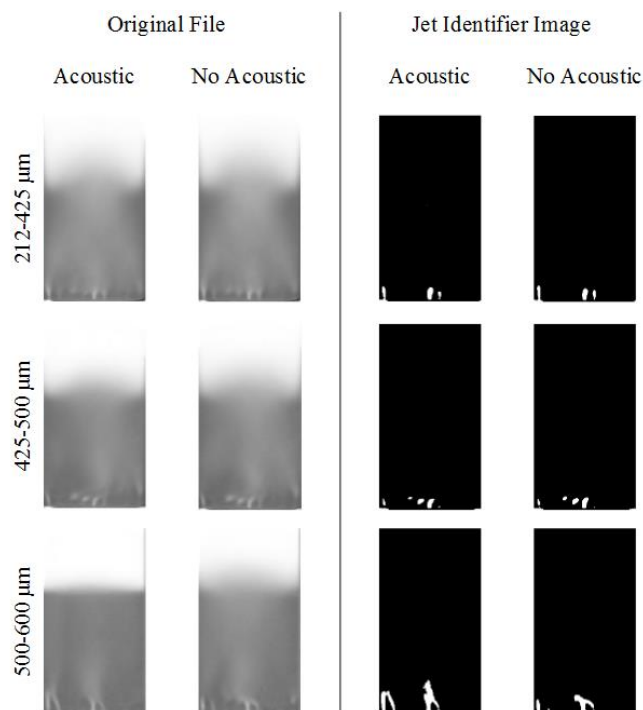 Original File
Jet Identifier Image
Acoustic
No Acoustic
Acoustic
No Acoustic
212-425 µm
425-500 µm
500-600 µm